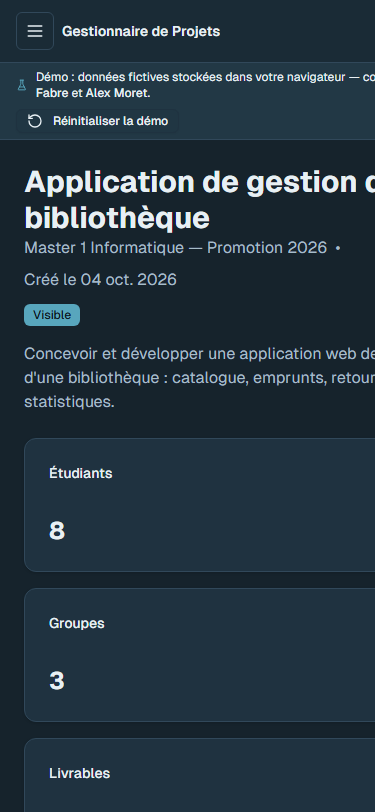 Gestionnaire de Projets
Démo : données fictives stockées dans votre navigateur — co
Fabre et Alex Moret.
Réinitialiser la démo
Application de gestion d
bibliothèque
Master 1 Informatique — Promotion 2026 •
Créé le 04 oct. 2026
Visible
Concevoir et développer une application web de
d'une bibliothèque : catalogue, emprunts, retour
statistiques.
Étudiants
8
Groupes
3
Livrables